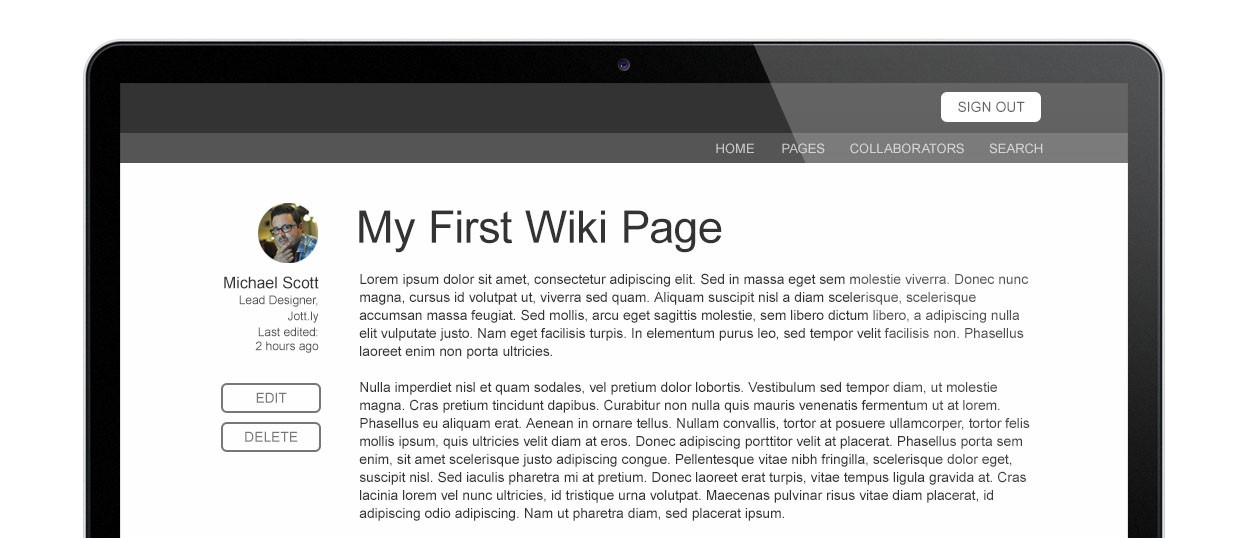 SIGN OUT
HOME PAGES COLLABORATORS SEARCH
My First Wiki Page
Michael Scott
Lead Designer,
Jott.ly
Last edited:
2 hours ago
EDIT
DELETE
Lorem ipsum dolor sit amet, consectetur adipiscing elit. Sed in massa eget sem molestie viverra. Donec nunc
magna, cursus id volutpat ut, viverra sed quam. Aliquam suscipit nisl a diam scelerisque, scelerisque
accumsan massa feugiat. Sed mollis, arcu eget sagittis molestie, sem libero dictum libero, a adipiscing nulla
elit vulputate justo. Nam eget facilisis turpis. In elementum purus leo, sed tempor velit facilisis non. Phasellus
laoreet enim non porta ultricies.
Nulla imperdiet nisl et quam sodales, vel pretium dolor lobortis. Vestibulum sed tempor diam, ut molestie
magna. Cras pretium tincidunt dapibus. Curabitur non nulla quis mauris venenatis fermentum ut at lorem.
Phasellus eu aliquam erat. Aenean in ornare tellus. Nullam convallis, tortor at posuere ullamcorper, tortor felis
mollis ipsum, quis ultricies velit diam at eros. Donec adipiscing porttitor velit at placerat. Phasellus porta sem
enim, sit amet scelerisque justo adipiscing congue. Pellentesque vitae nibh fringilla, scelerisque dolor eget,
suscipit nisl. Sed iaculis pharetra mi at pretium. Donec laoreet erat turpis, vitae tempus ligula gravida at. Cras
lacinia lorem vel nunc ultricies, id tristique urna volutpat. Maecenas pulvinar risus vitae diam placerat, id
adipiscing odio adipiscing. Nam ut pharetra diam, sed placerat ipsum.